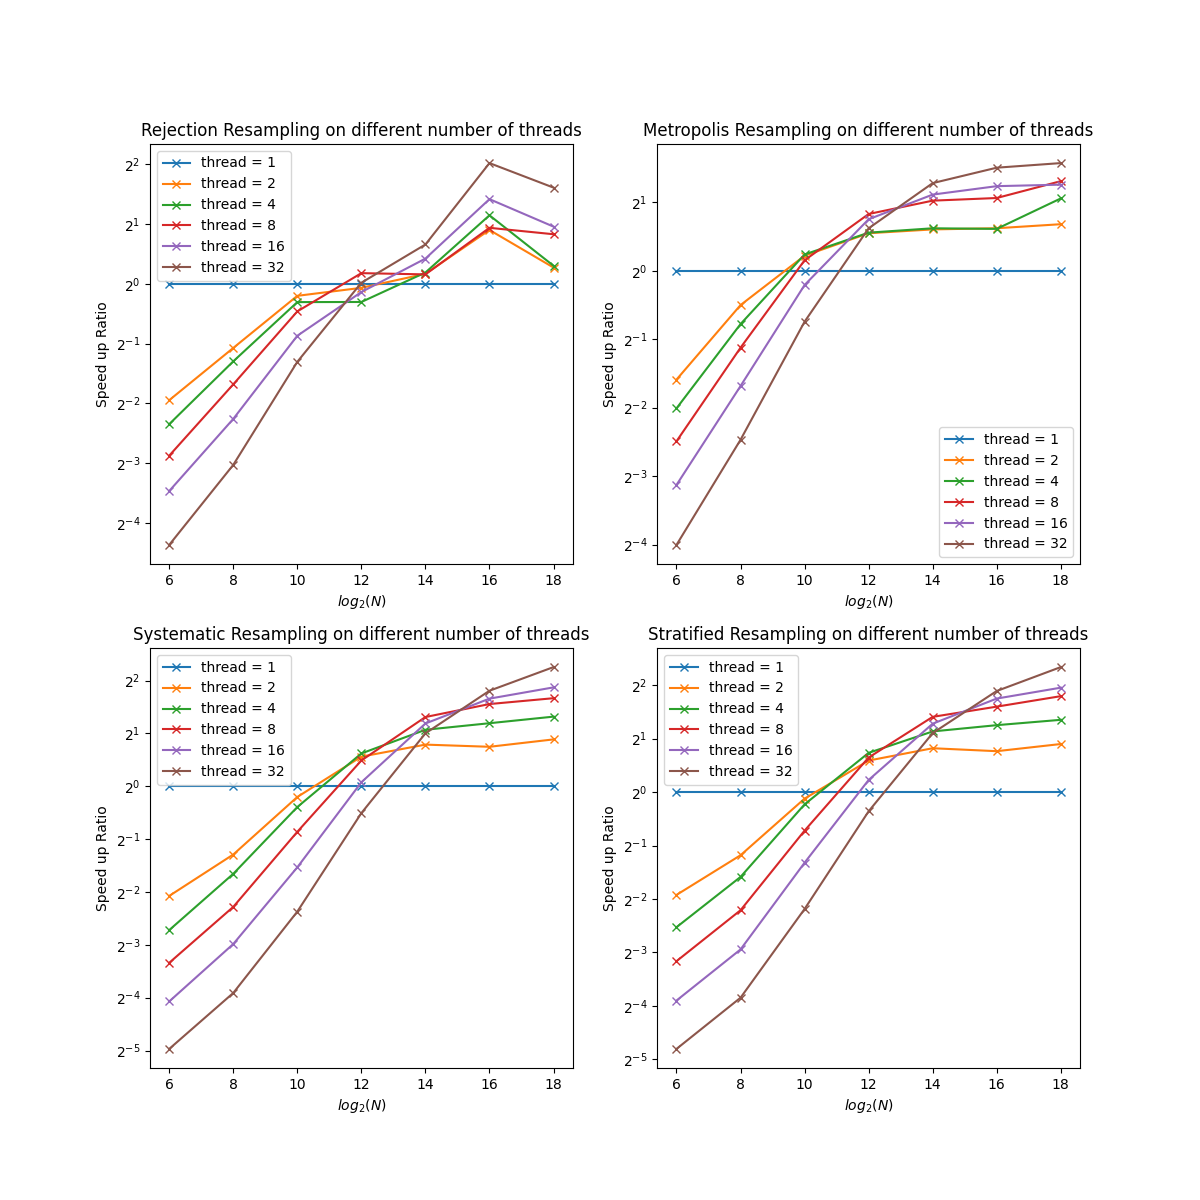 Rejection Resampling on different number of threads
Speed up Ratio
2^2
2^1
2^0
2^-1
2^-2
2^-3
2^-4
thread = 1
thread = 2
thread = 4
thread = 8
thread = 16
thread = 32
6 8 10 12 14 16 18
log_2(N)
Metropolis Resampling on different number of threads
Speed up Ratio
2^1
2^0
2^-1
2^-2
2^-3
2^-4
thread = 1
thread = 2
thread = 4
thread = 8
thread = 16
thread = 32
6 8 10 12 14 16 18
log_2(N)
Systematic Resampling on different number of threads
Speed up Ratio
2^2
2^1
2^0
2^-1
2^-2
2^-3
2^-4
2^-5
thread = 1
thread = 2
thread = 4
thread = 8
thread = 16
thread = 32
6 8 10 12 14 16 18
log_2(N)
Stratified Resampling on different number of threads
Speed up Ratio
2^2
2^1
2^0
2^-1
2^-2
2^-3
2^-4
2^-5
thread = 1
thread = 2
thread = 4
thread = 8
thread = 16
thread = 32
6 8 10 12 14 16 18
log_2(N)